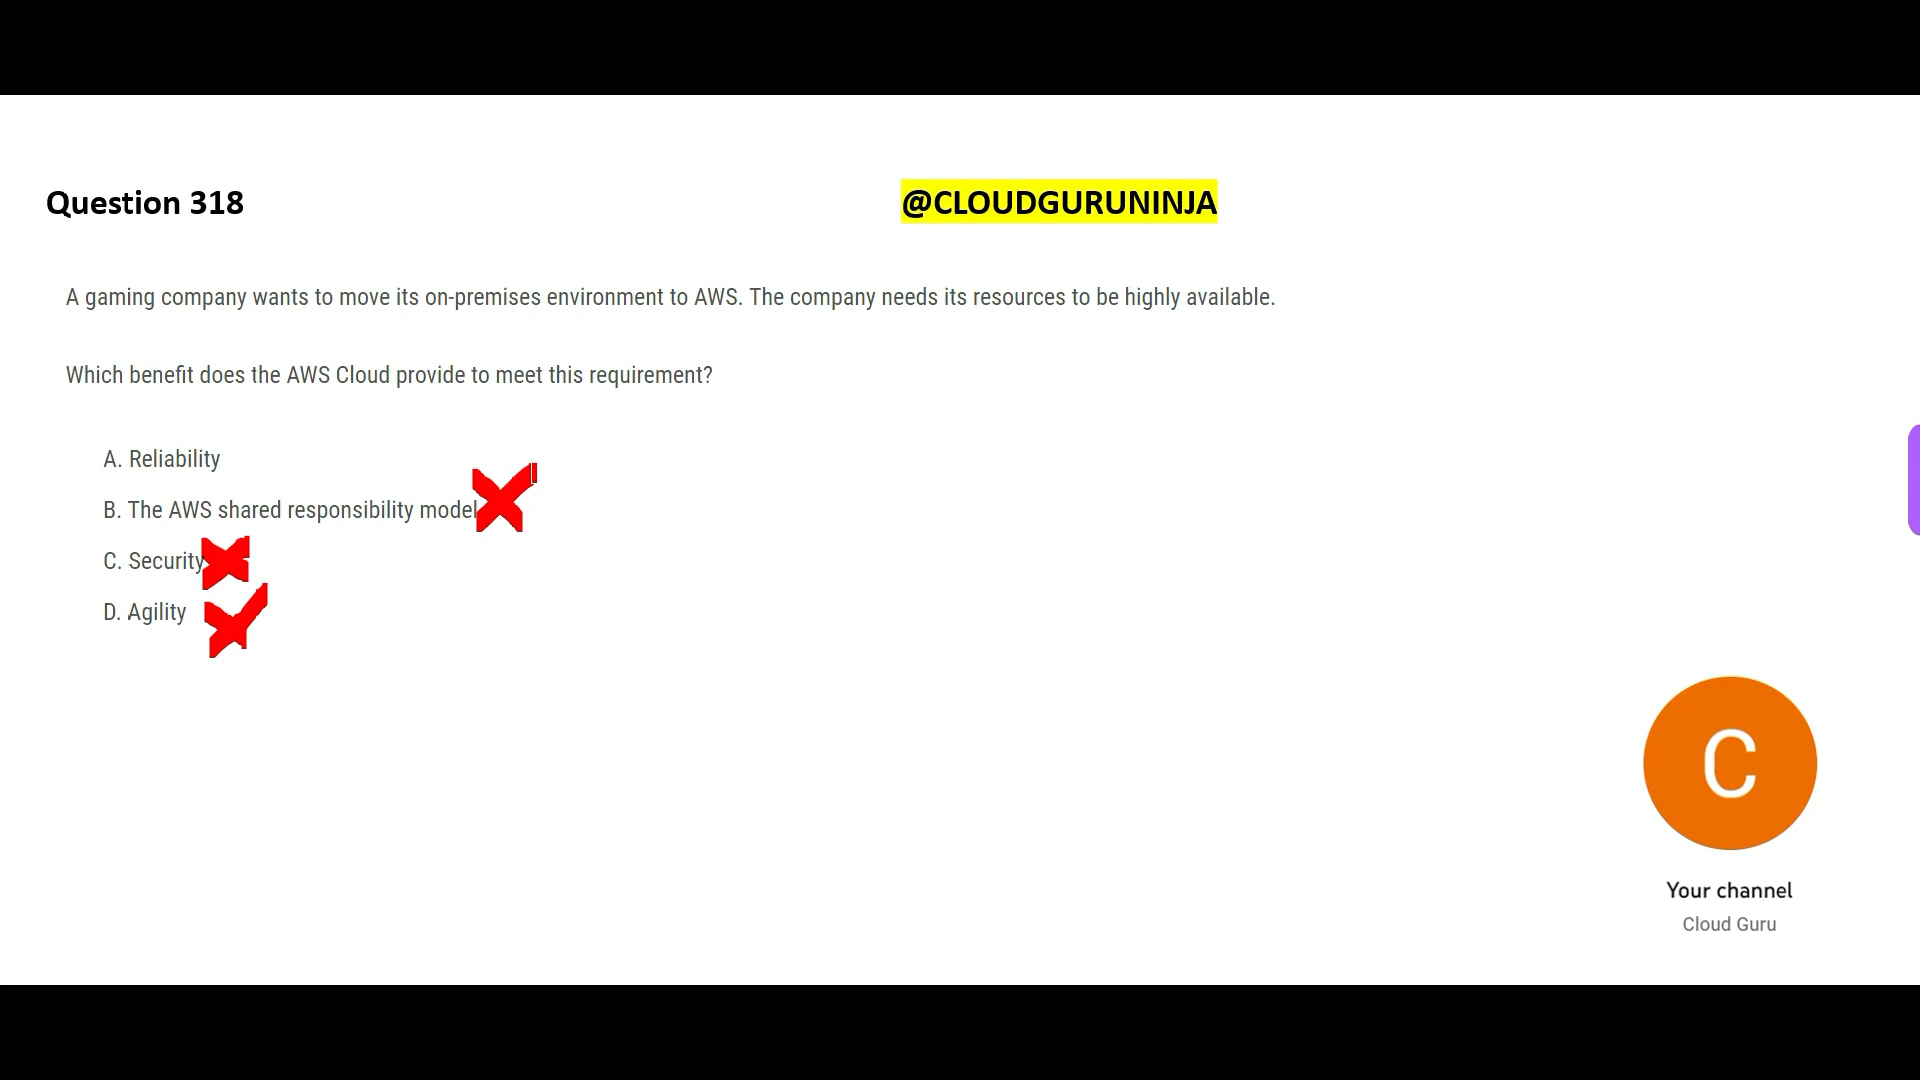 Question 318
@CLOUDGURUNINJA
A gaming company wants to move its on-premises environment to AWS. The company needs its resources to be highly available.
Which benefit does the AWS Cloud provide to meet this requirement?
A. Reliability
B. The AWS shared responsibility model
C. Security
D. Agility
C
Your channel
Cloud Guru